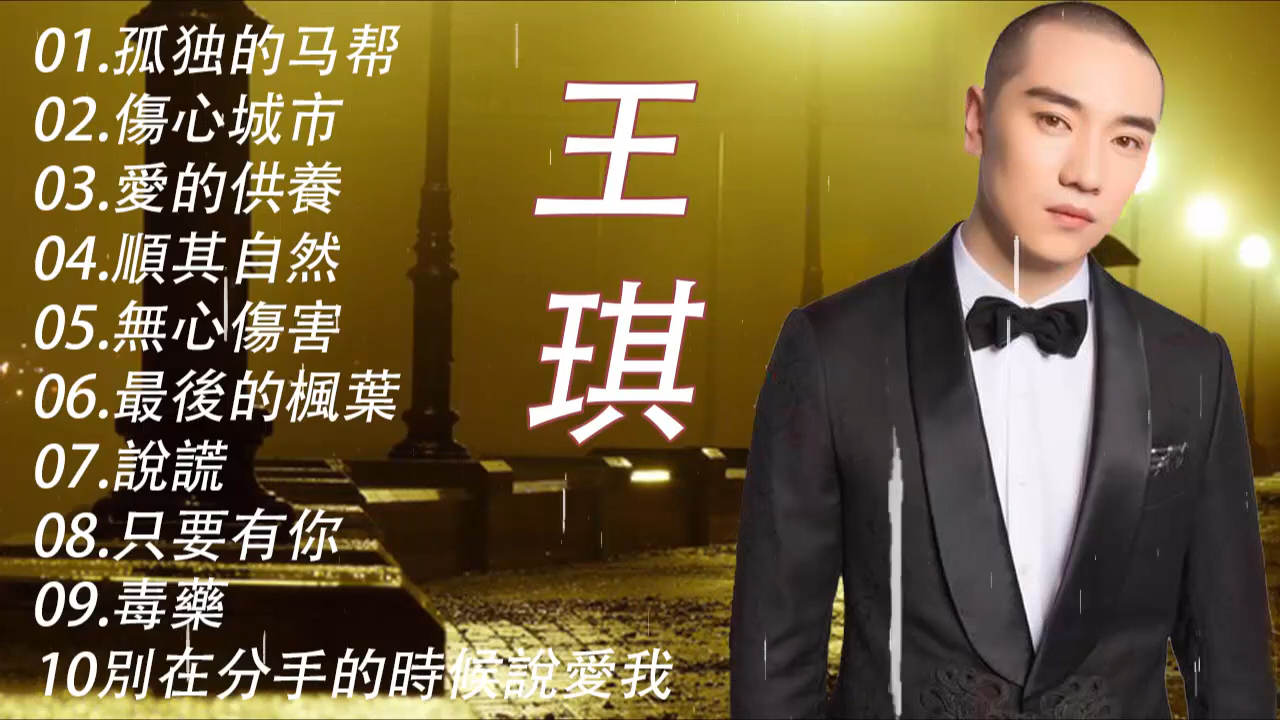 01.孤独的马帮
02.傷心城市
03.愛的供養
04.順其自然
05.無心傷害
06.最後的楓葉
07.說謊
08.只要有你
09.毒藥
10別在分手的時候說愛我
王
琪